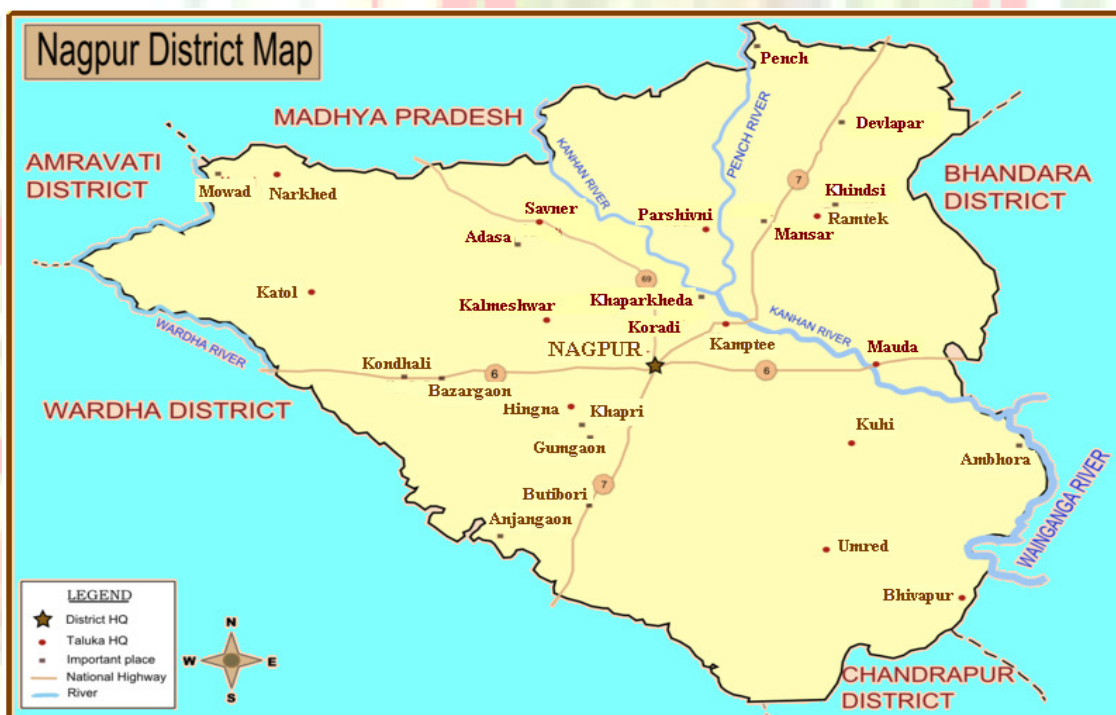 Nagpur District Map
Pench
MADHYA PRADESH
KANHAN RIVER
PENCH RIVER
Devlapar
7
AMRAVATI
DISTRICT
BHANDARA
DISTRICT
Mowad
Narkhed
Khindsi
Ramtek
Savner
Parshivni
Mansar
Adasa
69
Katol
Khaparkheda
Kalmeshwar
Koradi
Kamptee
KANHAN RIVER
WARDHA RIVER
NAGPUR
Mauda
Kondhali
6
6
Bazargaon
WARDHA DISTRICT
Hingna
Khapri
Gumgaon
Kuhi
Ambhora
7
Butibori
Anjangaon
WAINGANGA RIVER
Umred
Bhivapur
LEGEND
District HQ
Taluka HQ
Important place
National Highway
River
N
W
E
S
CHANDRAPUR
DISTRICT